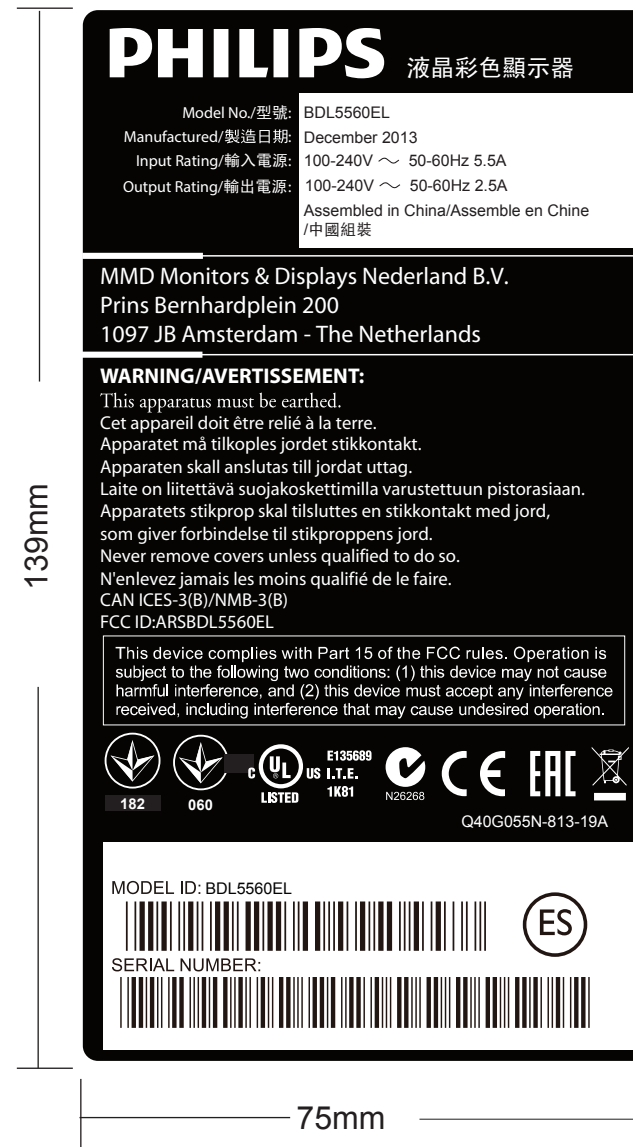 PHILIPS 液晶彩色顯示器
Model No./型號: BDL5560EL
Manufactured/製造日期: December 2013
Input Rating/輸入電源: 100-240V ～ 50-60Hz 5.5A
Output Rating/輸出電源: 100-240V ～ 50-60Hz 2.5A
Assembled in China/Assemble en Chine
/中國組裝
MMD Monitors & Displays Nederland B.V.
Prins Bernhardplein 200
1097 JB Amsterdam - The Netherlands
WARNING/AVERTISSEMENT:
This apparatus must be earthed.
Cet appareil doit être relié à la terre.
Apparatet må tilkoples jordet stikkontakt.
Apparaten skall anslutas till jordat uttag.
Laite on liitettävä suojakoskettimilla varustettuun pistorasiaan.
Apparatets stikprop skal tilsluttes en stikkontakt med jord,
som giver forbindelse til stikproppens jord.
Never remove covers unless qualified to do so.
N'enlevez jamais les moins qualifié de le faire.
CAN ICES-3(B)/NMB-3(B)
FCC ID:ARSBDL5560EL
This device complies with Part 15 of the FCC rules. Operation is
subject to the following two conditions: (1) this device may not cause
harmful interference, and (2) this device must accept any interference
received, including interference that may cause undesired operation.
182
060
C UL US
LISTED
E135689
I.T.E.
1K81
N26268
CE
EAC
Q40G055N-813-19A
MODEL ID: BDL5560EL
ES
SERIAL NUMBER:
139mm
75mm